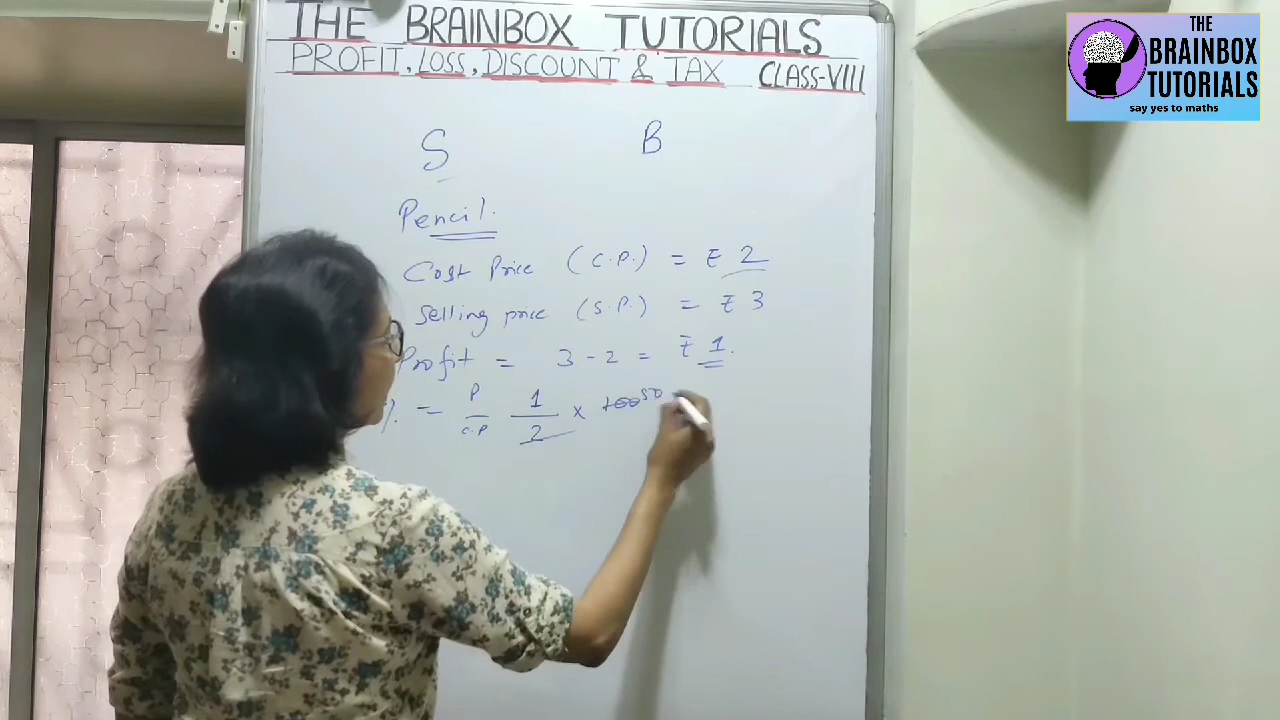 THE BRAINBOX TUTORIALS
PROFIT, LOSS, DISCOUNT & TAX CLASS-VIII
S B
Pencil.
Cost Price (C.P.) = ₹ 2
Selling price (S.P.) = ₹ 3
Profit = 3 - 2 = ₹ 1.
%. = P/C.P 1/2 × 100 50
THE
BRAINBOX
TUTORIALS
say yes to maths